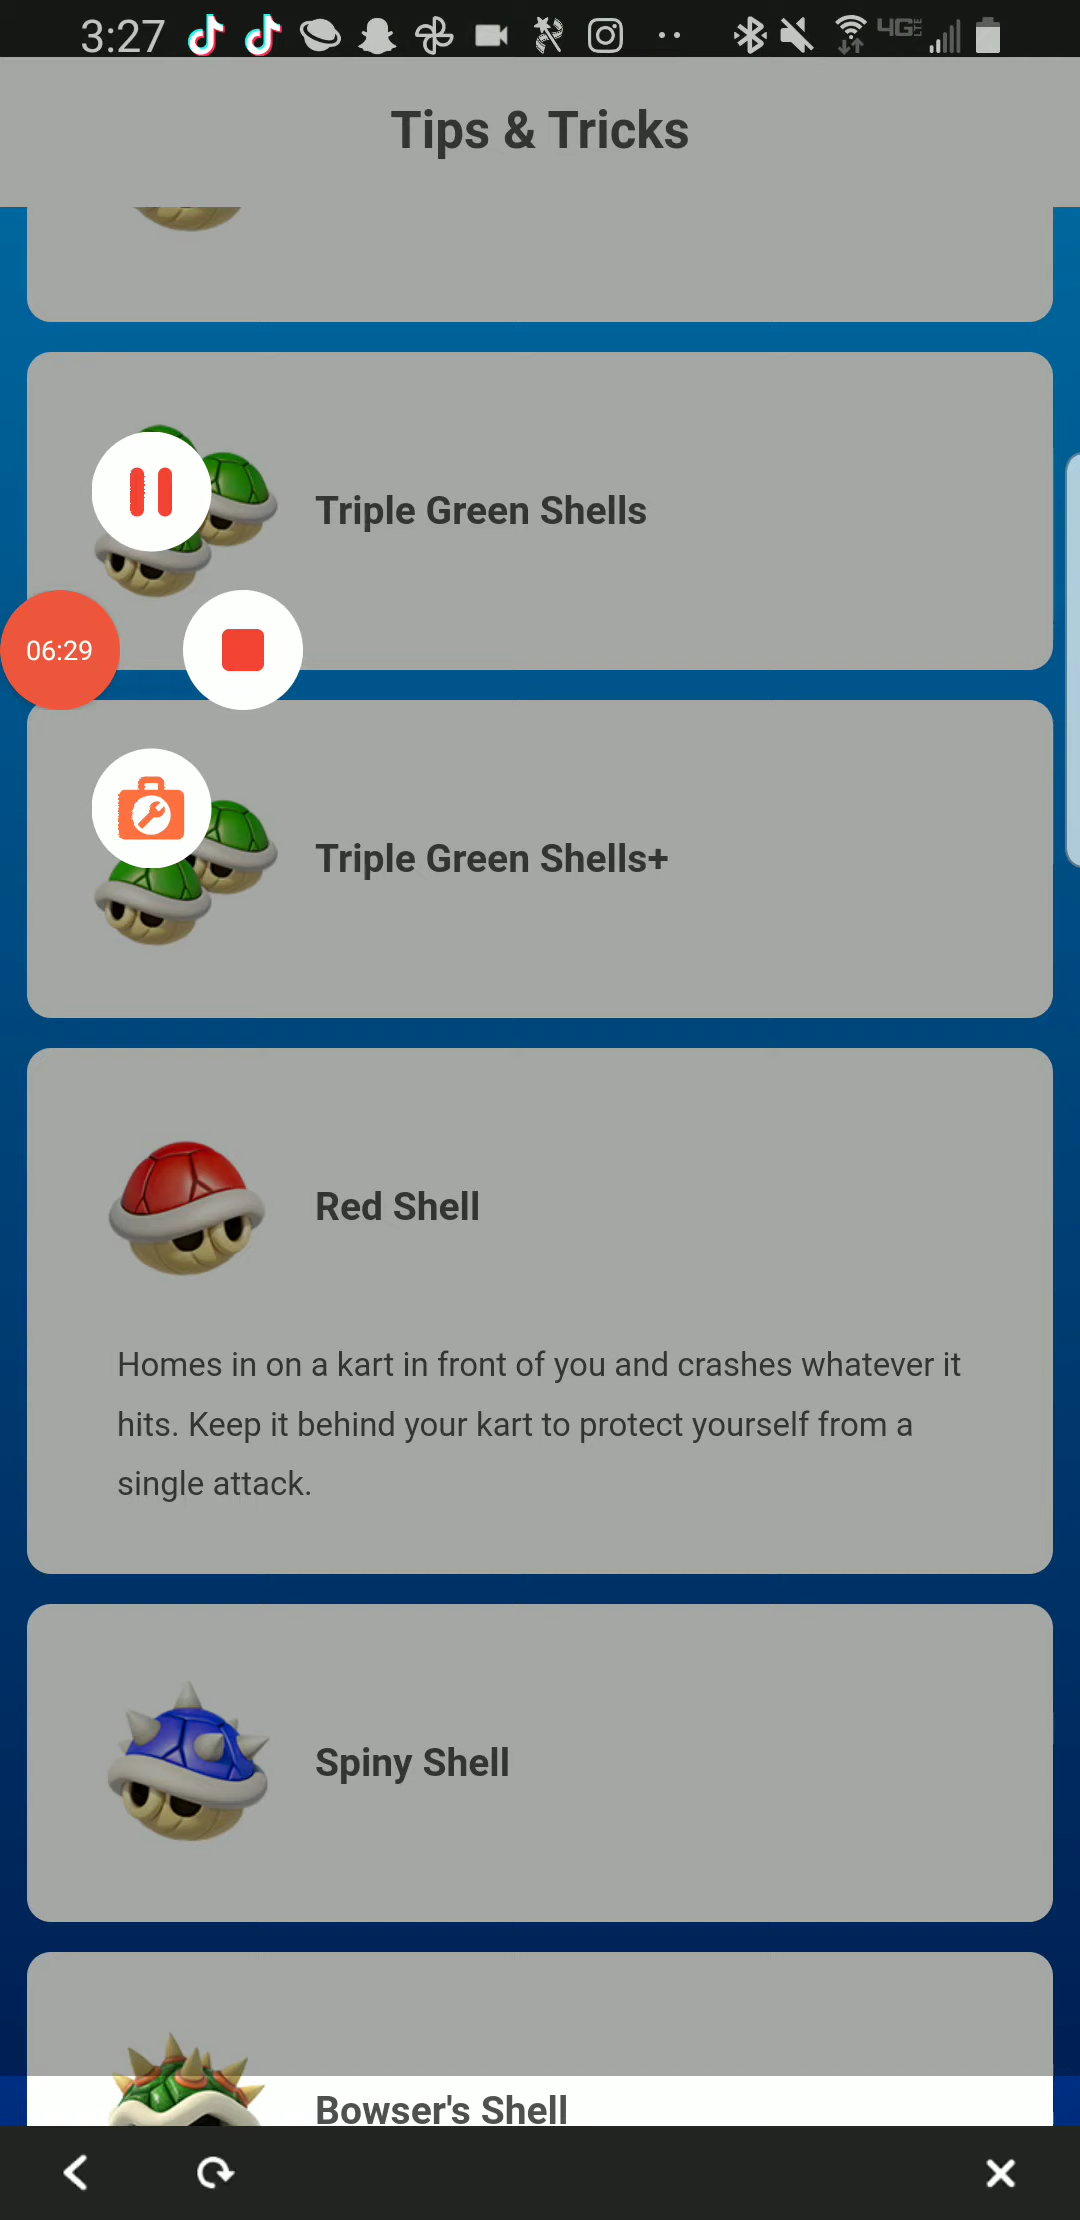 3:27
4G LTE
Tips & Tricks
Triple Green Shells
06:29
Triple Green Shells+
Red Shell
Homes in on a kart in front of you and crashes whatever it
hits. Keep it behind your kart to protect yourself from a
single attack.
Spiny Shell
Bowser's Shell